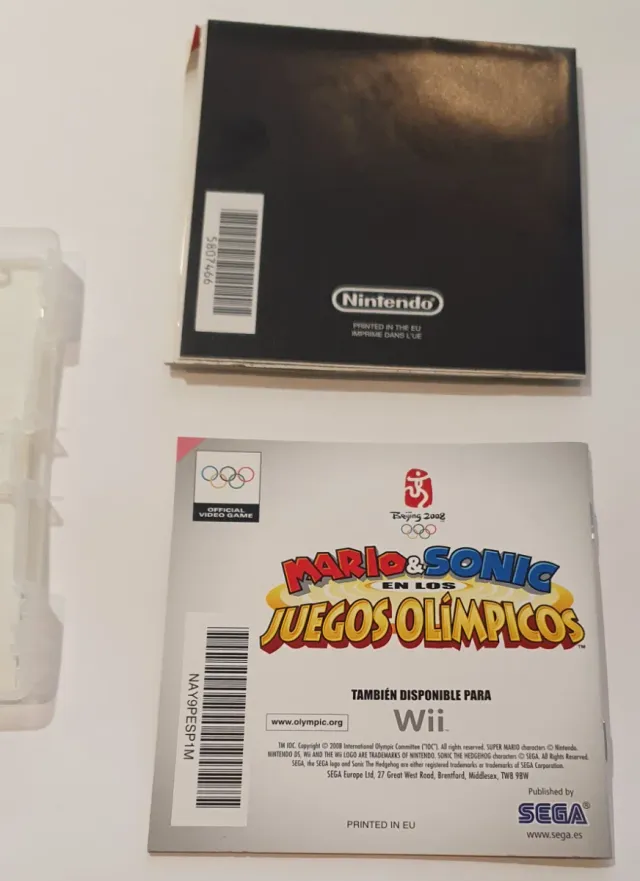 5807466
Nintendo
PRINTED IN THE EU
IMPRIME DANS L'UE
OFFICIAL
VIDEO GAME
Beijing 2008
MARIO & SONIC
EN LOS
JUEGOS OLÍMPICOS™
NAY9PESP1M
TAMBIÉN DISPONIBLE PARA
www.olympic.org
Wii™
TM IOC. Copyright © 2008 International Olympic Committee ("IOC"). All rights reserved. SUPER MARIO characters © Nintendo.
NINTENDO DS, Wii AND THE Wii LOGO ARE TRADEMARKS OF NINTENDO. SONIC THE HEDGEHOG characters © SEGA. All Rights Reserved.
SEGA, the SEGA logo and Sonic The Hedgehog are either registered trademarks or trademarks of SEGA Corporation.
SEGA Europe Ltd, 27 Great West Road, Brentford, Middlesex, TW8 9BW
Published by
SEGA®
www.sega.es
PRINTED IN EU